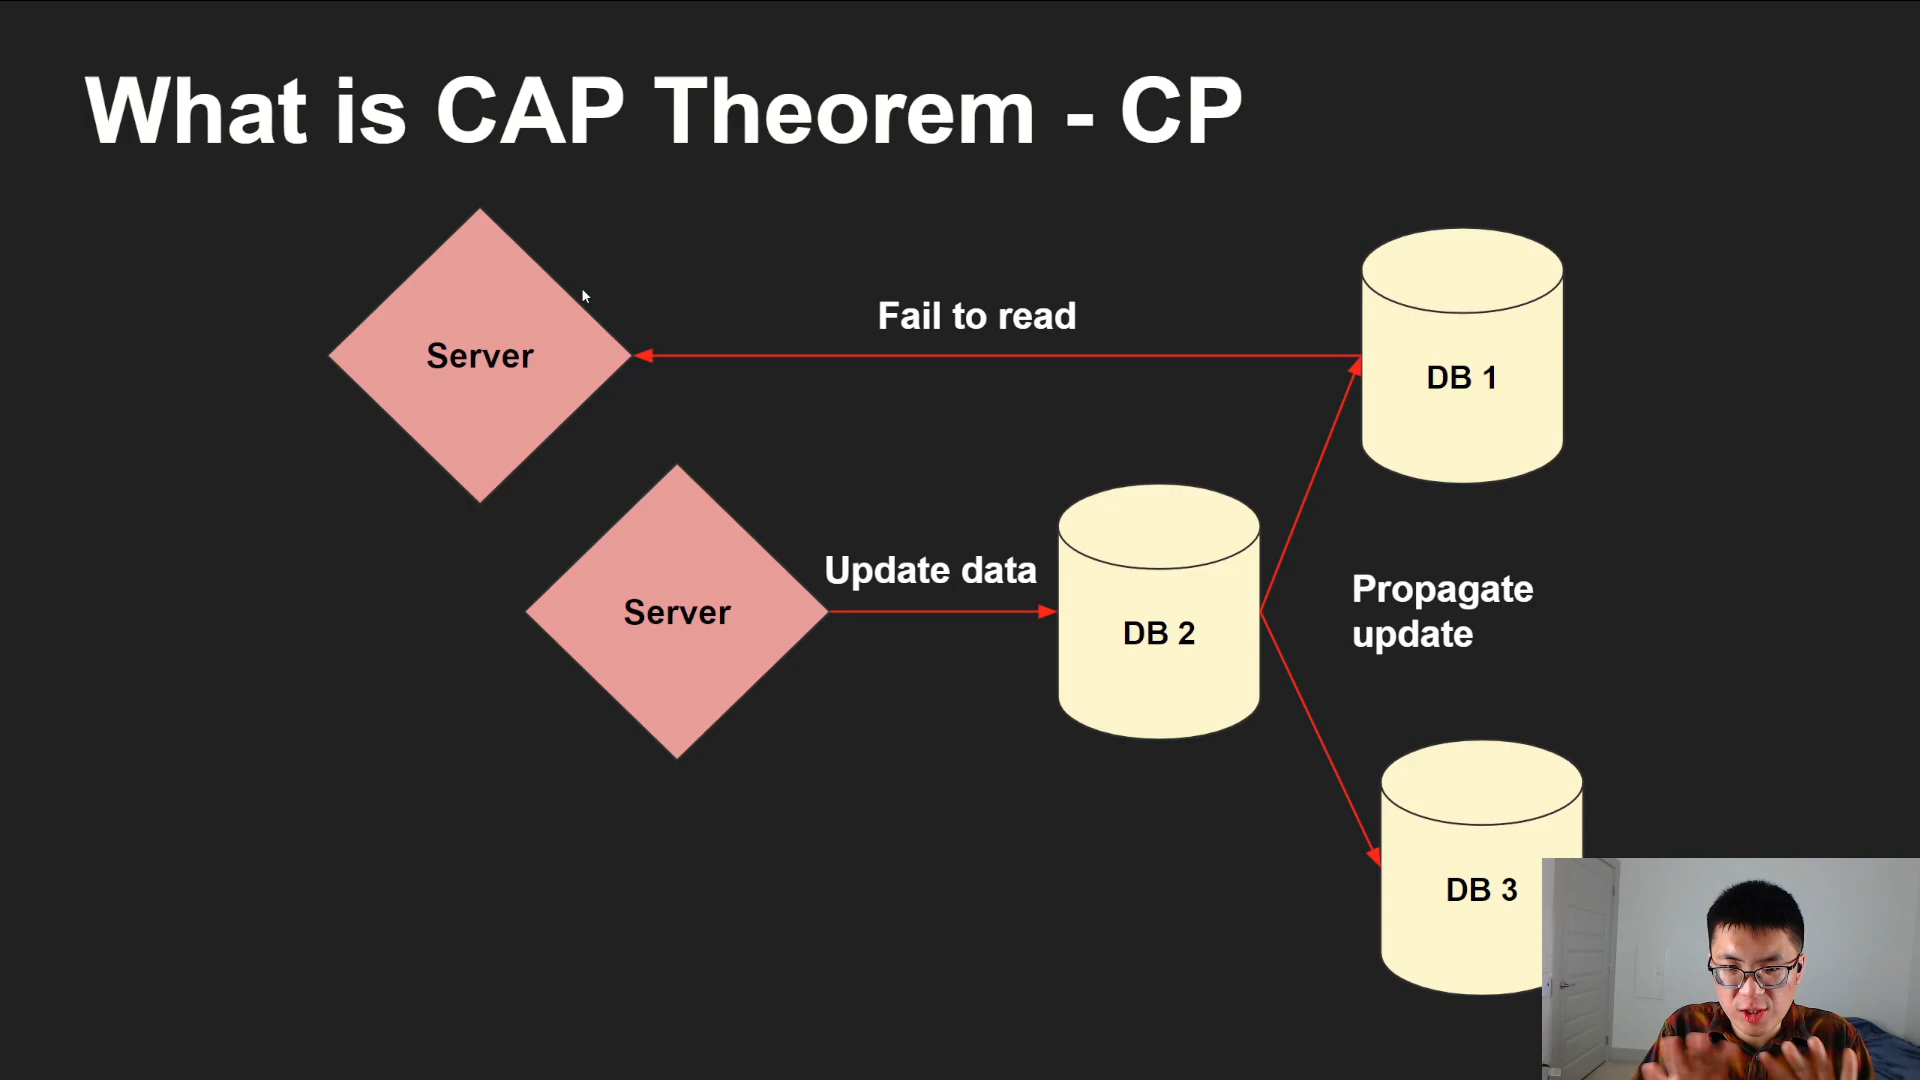 What is CAP Theorem - CP
Fail to read
Server
DB 1
Update data
Server
DB 2
Propagate
update
DB 3